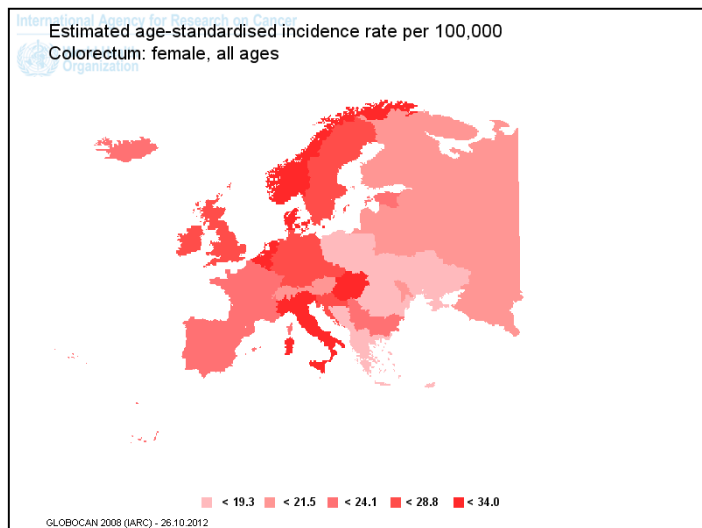 International Agency for Research on Cancer
Estimated age-standardised incidence rate per 100,000
Colorectum: female, all ages
Organization
< 19.3 < 21.5 < 24.1 < 28.8 < 34.0
GLOBOCAN 2008 (IARC) - 26.10.2012